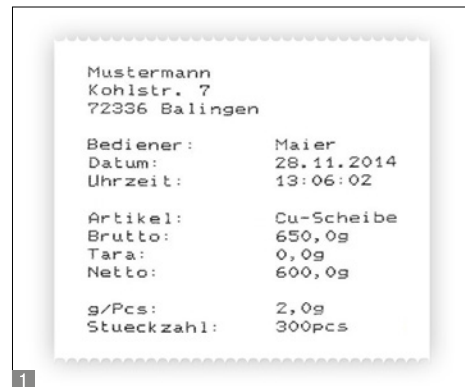 Mustermann
Kohlstr. 7
72336 Balingen
Bediener: Maier
Datum: 28.11.2014
Uhrzeit: 13:06:02
Artikel: Cu-Scheibe
Brutto: 650,0g
Tara: 0,0g
Netto: 600,0g
g/Pcs: 2,0g
Stueckzahl: 300pcs
1